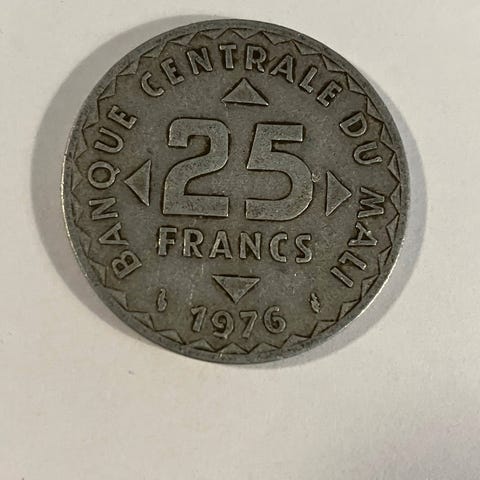 BANQUE CENTRALE DU MALI
25
FRANCS
1976